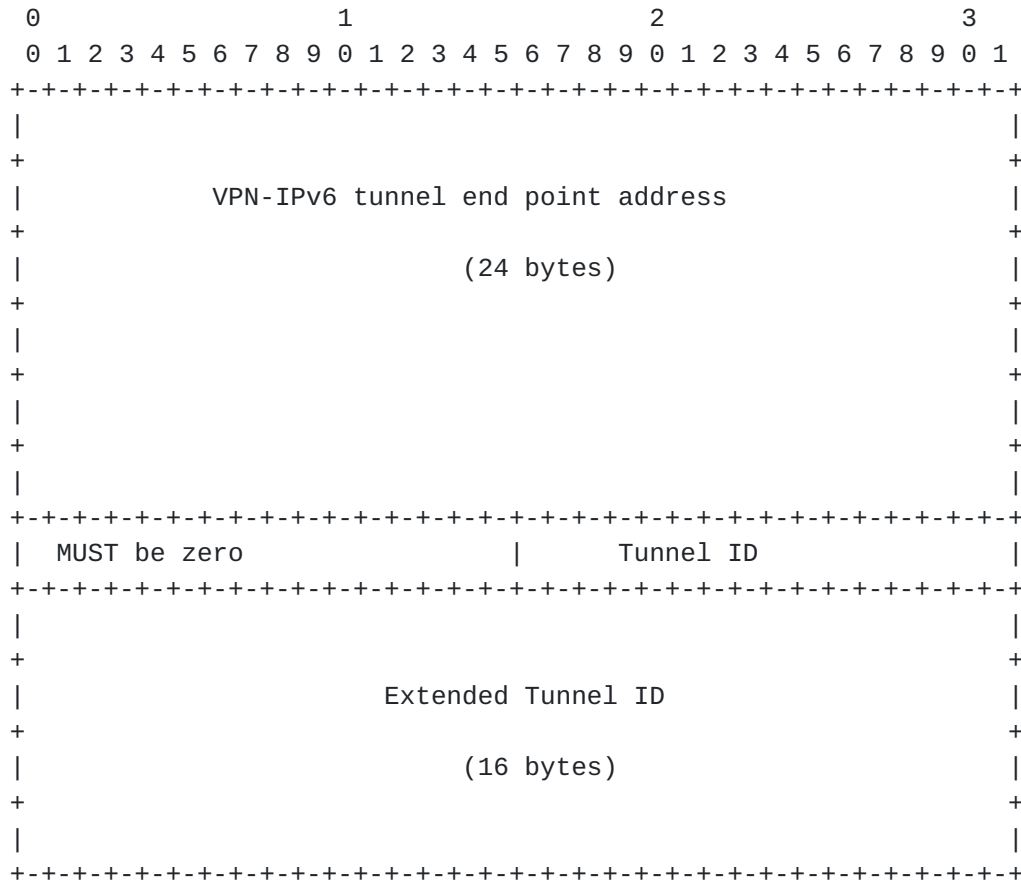 0                   1                   2                   3
 0 1 2 3 4 5 6 7 8 9 0 1 2 3 4 5 6 7 8 9 0 1 2 3 4 5 6 7 8 9 0 1
+-+-+-+-+-+-+-+-+-+-+-+-+-+-+-+-+-+-+-+-+-+-+-+-+-+-+-+-+-+-+-+-+
|                                                               |
+                                                               +
|            VPN-IPv6 tunnel end point address                  |
+                                                               +
|                            (24 bytes)                         |
+                                                               +
|                                                               |
+                                                               +
|                                                               |
+                                                               +
|                                                               |
+-+-+-+-+-+-+-+-+-+-+-+-+-+-+-+-+-+-+-+-+-+-+-+-+-+-+-+-+-+-+-+-+
|  MUST be zero                 |      Tunnel ID                |
+-+-+-+-+-+-+-+-+-+-+-+-+-+-+-+-+-+-+-+-+-+-+-+-+-+-+-+-+-+-+-+-+
|                                                               |
+                                                               +
|                       Extended Tunnel ID                      |
+                                                               +
|                            (16 bytes)                         |
+                                                               +
|                                                               |
+-+-+-+-+-+-+-+-+-+-+-+-+-+-+-+-+-+-+-+-+-+-+-+-+-+-+-+-+-+-+-+-+